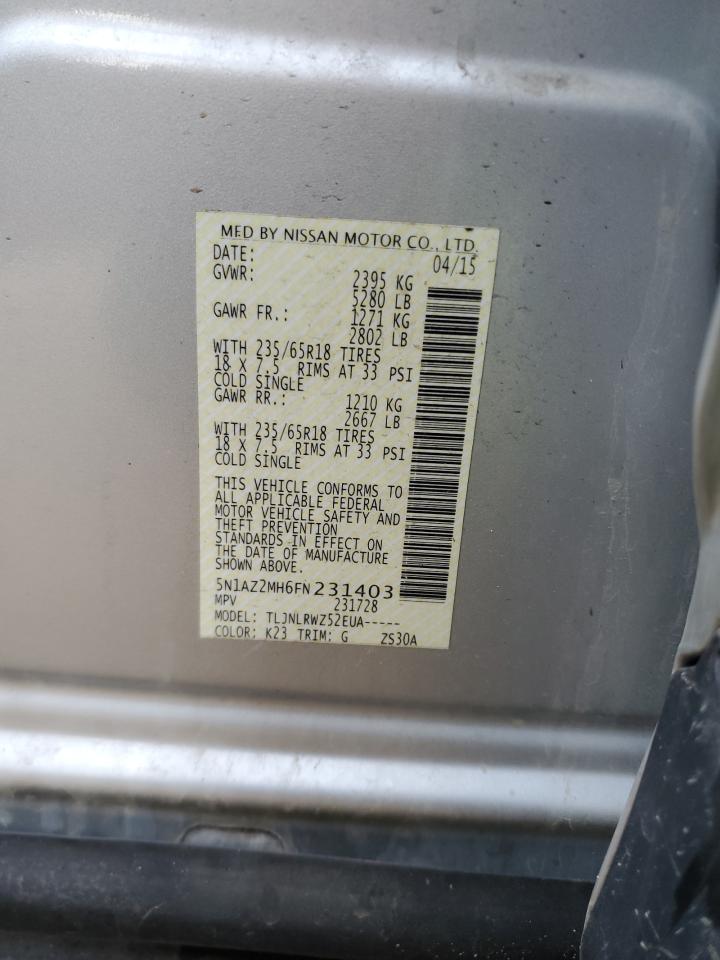 MFD BY NISSAN MOTOR CO., LTD.
DATE: 04/15
GVWR: 2395 KG
5280 LB
GAWR FR.: 1271 KG
2802 LB
WITH 235/65R18 TIRES
18 X 7.5 RIMS AT 33 PSI
COLD SINGLE
GAWR RR.: 1210 KG
2667 LB
WITH 235/65R18 TIRES
18 X 7.5 RIMS AT 33 PSI
COLD SINGLE
THIS VEHICLE CONFORMS TO
ALL APPLICABLE FEDERAL
MOTOR VEHICLE SAFETY AND
THEFT PREVENTION
STANDARDS IN EFFECT ON
THE DATE OF MANUFACTURE
SHOWN ABOVE.
5N1AZ2MH6FN231403
MPV 231728
MODEL: TLJNLRWZ52EUA-----
COLOR: K23 TRIM: G ZS30A